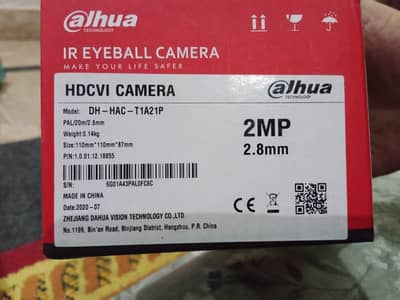 alhua
TECHNOLOGY
IR EYEBALL CAMERA
MAKE YOUR LIFE SAFER
HDCVI CAMERA
alhua
TECHNOLOGY
Model: DH-HAC-T1A21P
PAL/20m/2.8mm
Weight:0.14kg
Size:110mm*110mm*87mm
P/N:1.0.01.12.18855
2MP
2.8mm
S/N:
6G01A43PAL0FC6C
MADE IN CHINA
Date: 2020-07
ZHEJIANG DAHUA VISION TECHNOLOGY CO., LTD.
No.1199, Bin'an Road, Binjiang District, Hangzhou, P.R. China
CE